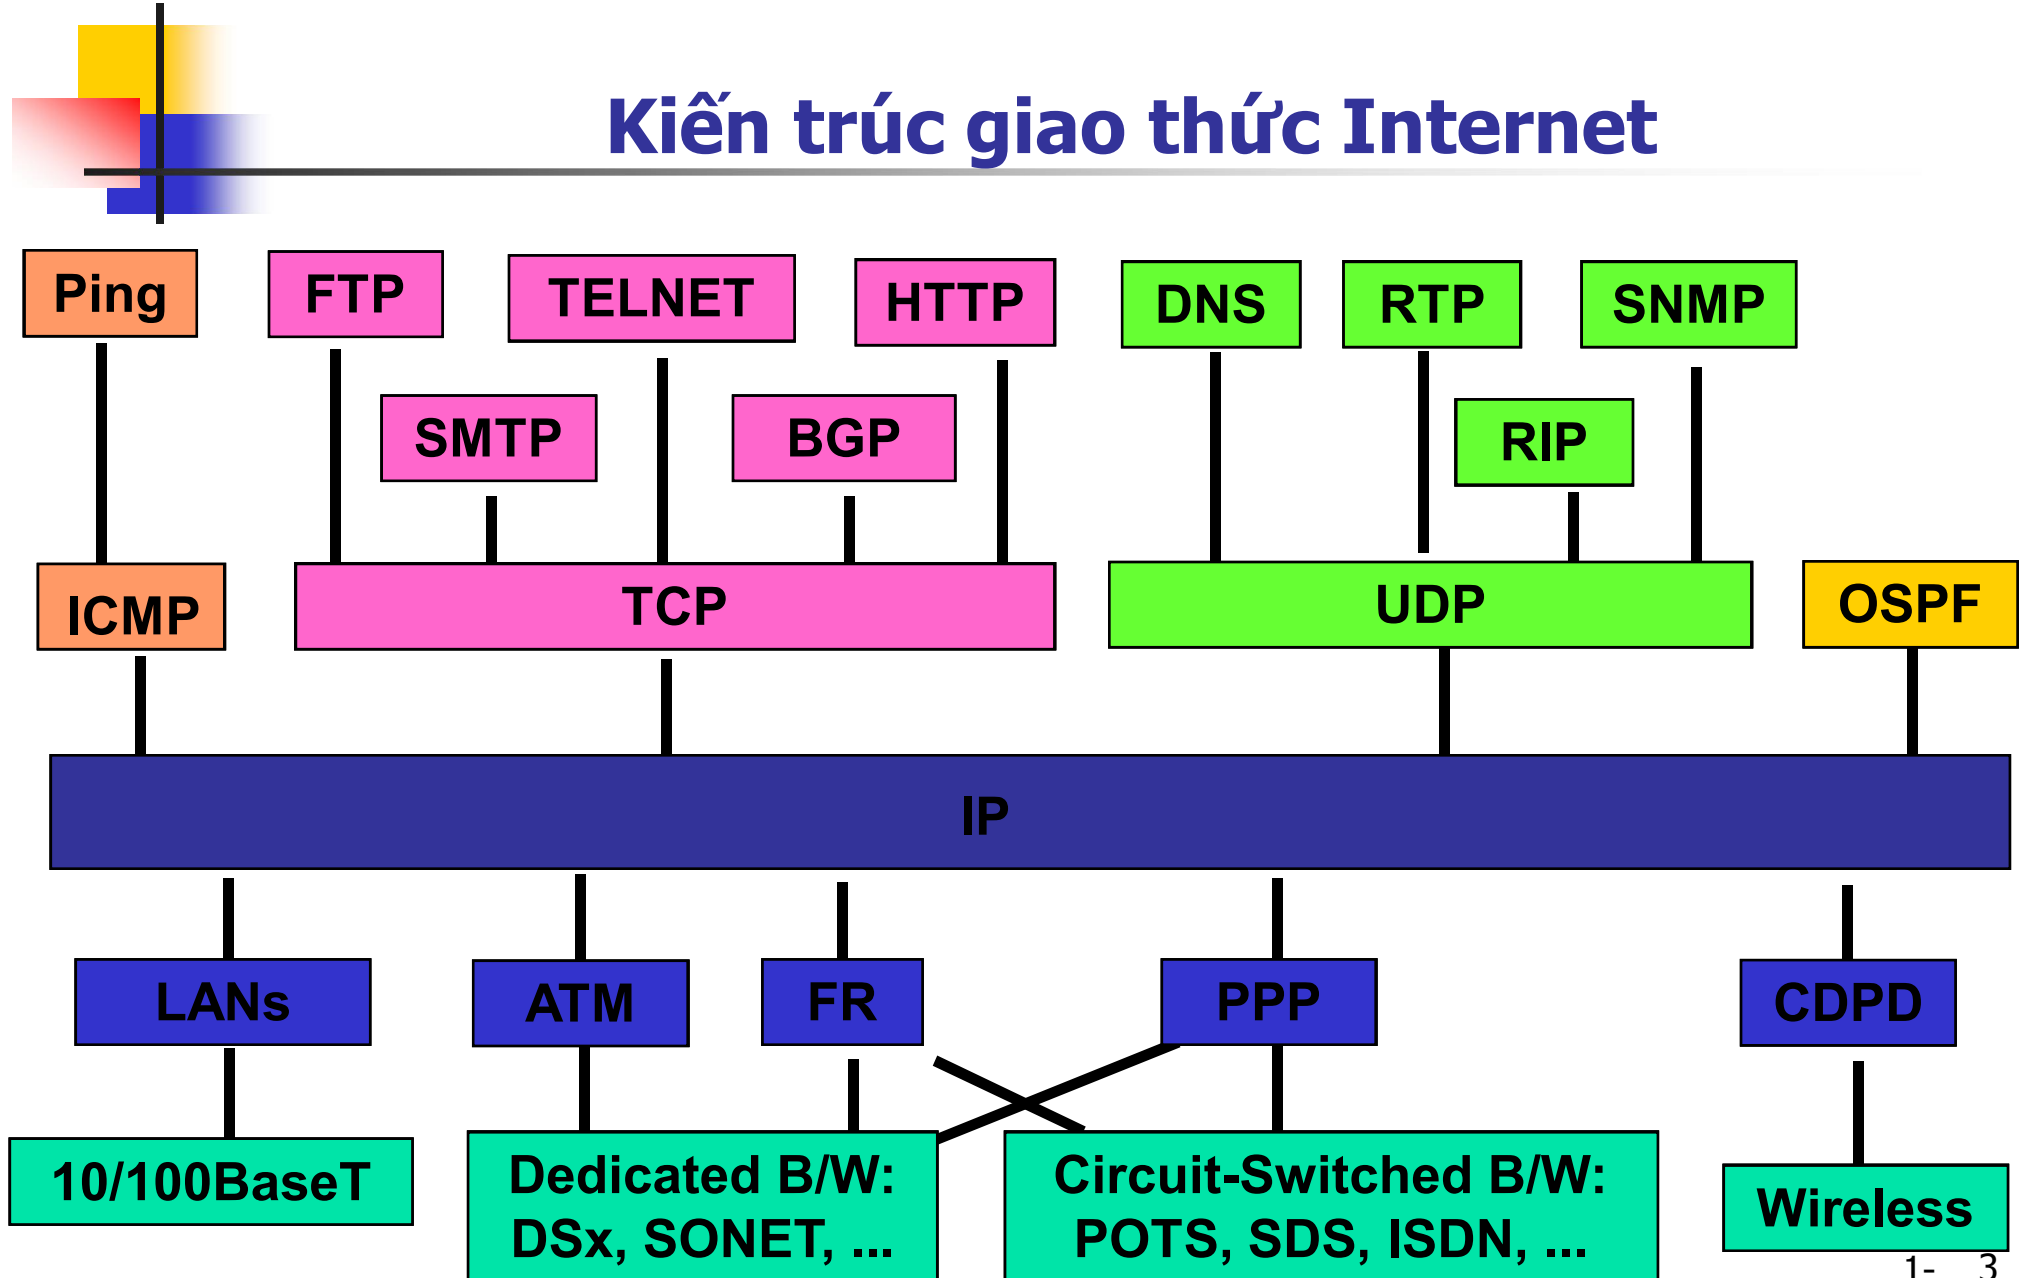 Kiến trúc giao thức Internet
Ping
FTP
TELNET
HTTP
DNS
RTP
SNMP
SMTP
BGP
RIP
ICMP
TCP
UDP
OSPF
IP
LANs
ATM
FR
PPP
CDPD
10/100BaseT
Dedicated B/W:
DSx, SONET, ...
Circuit-Switched B/W:
POTS, SDS, ISDN, ...
Wireless
1- 3